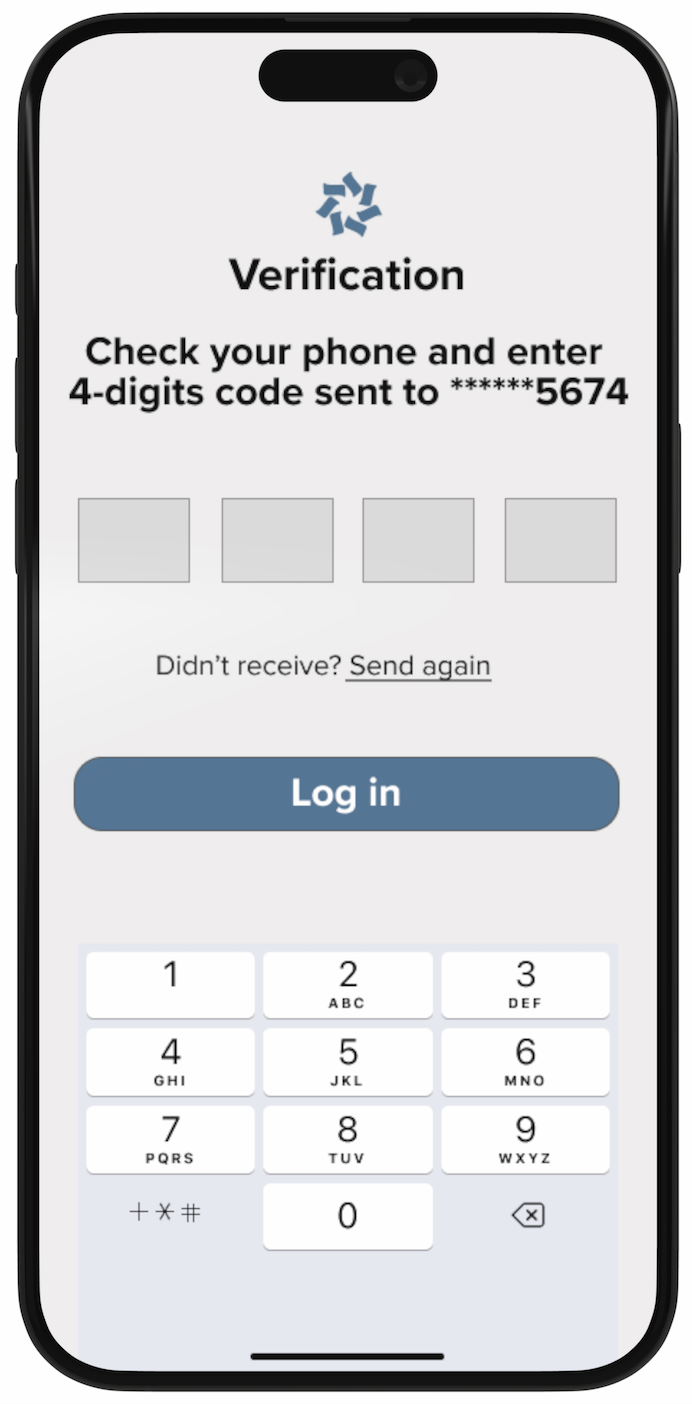 Verification
Check your phone and enter
4-digits code sent to ******5674
Didn't receive? Send again
Log in
1 2 3
ABC DEF
4 5 6
GHI JKL MNO
7 8 9
PQRS TUV WXYZ
+*# 0